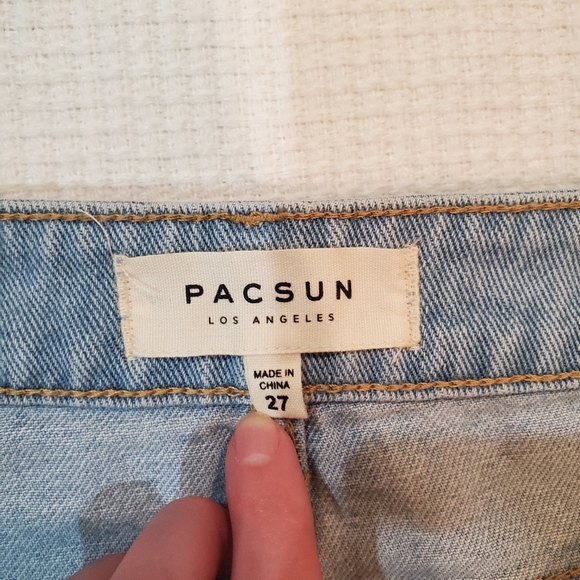 PACSUN
LOS ANGELES
MADE IN
CHINA
27